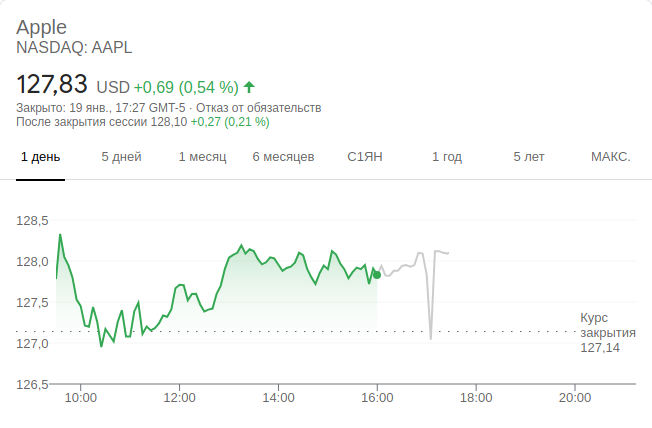 Apple
NASDAQ: AAPL
127,83 USD +0,69 (0,54 %)
Закрыто: 19 янв., 17:27 GMT-5 · Отказ от обязательств
После закрытия сессии 128,10 +0,27 (0,21 %)
1 день 5 дней 1 месяц 6 месяцев С1ЯН 1 год 5 лет МАКС.
128,5
128,0
127,5
Курс
закрытия
127,14
127,0
126,5
10:00 12:00 14:00 16:00 18:00 20:00